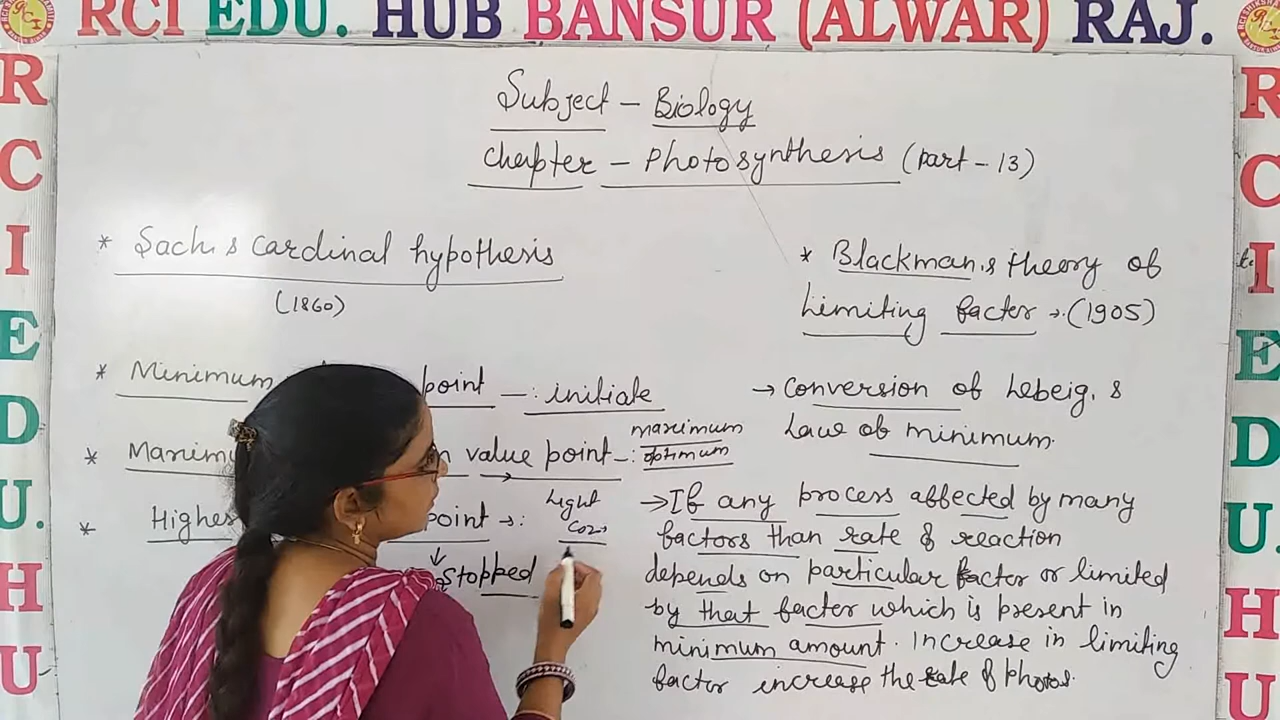 RCI EDU. HUB BANSUR (ALWAR) RAJ.
R
C
I
E
D
U.
H
U
Subject - Biology
Chapter - Photosynthesis (Part - 13)
* Sach,s cardinal hypothesis
(1860)
* Minimum point -: initiate
* Maximu value point -: maximum
optimum
* Highes point →: Light
Co2
↓
Stopped
* Blackman,s theory of
Limiting factor →. (1905)
→ Conversion of Lebeig,s
Law of minimum.
→ If any process affected by many
factors than rate of reaction
depends on particular factor or limited
by that factor which is present in
minimum amount. Increase in limiting
factor increase the rate of photos.
R
C
I
E
D
U.
H
U